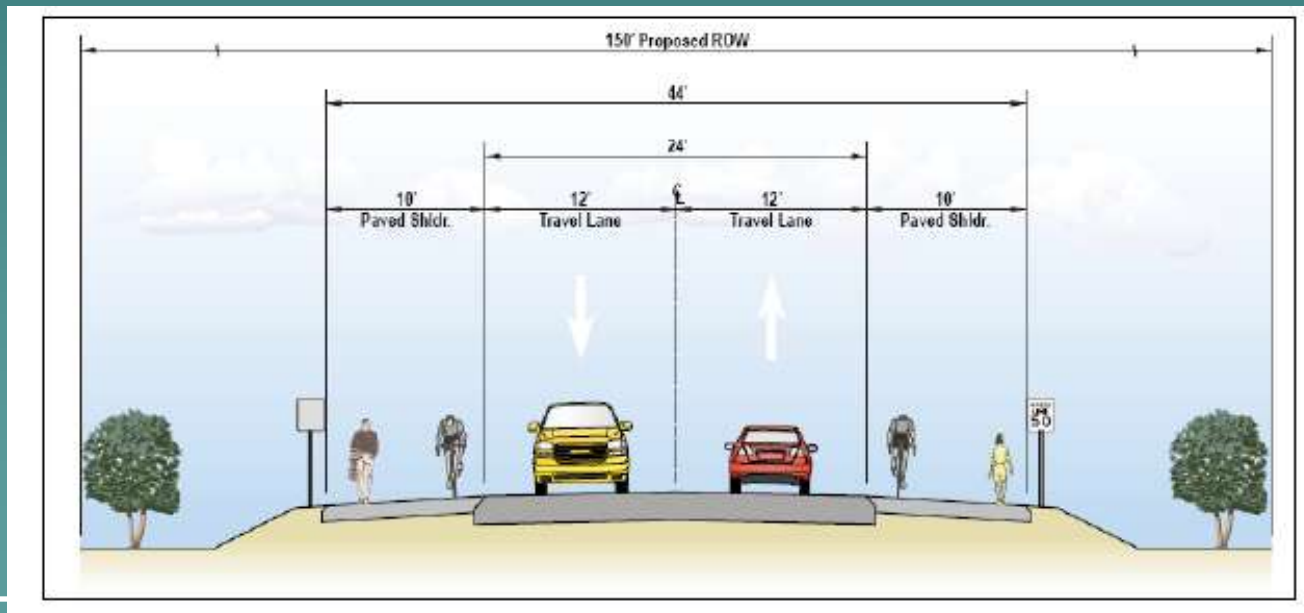 150' Proposed ROW
44'
24'
10'
Paved Shldr.
12'
Travel Lane
℄
12'
Travel Lane
10'
Paved Shldr.
50